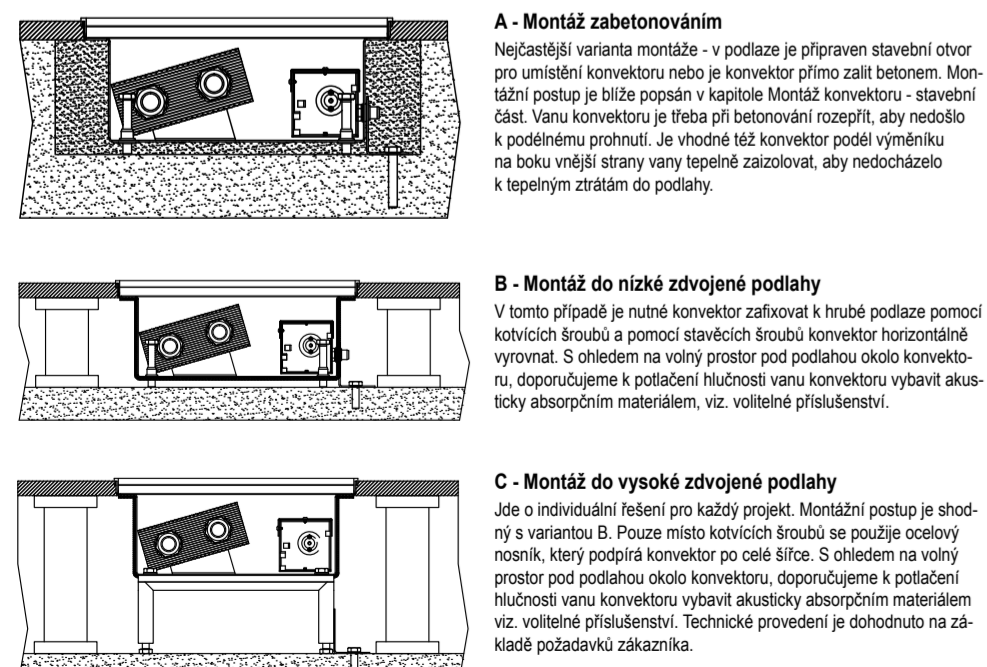 A - Montáž zabetonováním
Nejčastější varianta montáže - v podlaze je připraven stavební otvor
pro umístění konvektoru nebo je konvektor přímo zalit betonem. Mon-
tážní postup je blíže popsán v kapitole Montáž konvektoru - stavební
část. Vanu konvektoru je třeba při betonování rozepřít, aby nedošlo
k podélnému prohnutí. Je vhodné též konvektor podél výměníku
na boku vnější strany vany tepelně zaizolovat, aby nedocházelo
k tepelným ztrátám do podlahy.
B - Montáž do nízké zdvojené podlahy
V tomto případě je nutné konvektor zafixovat k hrubé podlaze pomocí
kotvících šroubů a pomocí stavěcích šroubů konvektor horizontálně
vyrovnat. S ohledem na volný prostor pod podlahou okolo konvekto-
ru, doporučujeme k potlačení hlučnosti vanu konvektoru vybavit akus-
ticky absorpčním materiálem, viz. volitelné příslušenství.
C - Montáž do vysoké zdvojené podlahy
Jde o individuální řešení pro každý projekt. Montážní postup je shod-
ný s variantou B. Pouze místo kotvících šroubů se použije ocelový
nosník, který podpírá konvektor po celé šířce. S ohledem na volný
prostor pod podlahou okolo konvektoru, doporučujeme k potlačení
hlučnosti vanu konvektoru vybavit akusticky absorpčním materiálem
viz. volitelné příslušenství. Technické provedení je dohodnuto na zá-
kladě požadavků zákazníka.